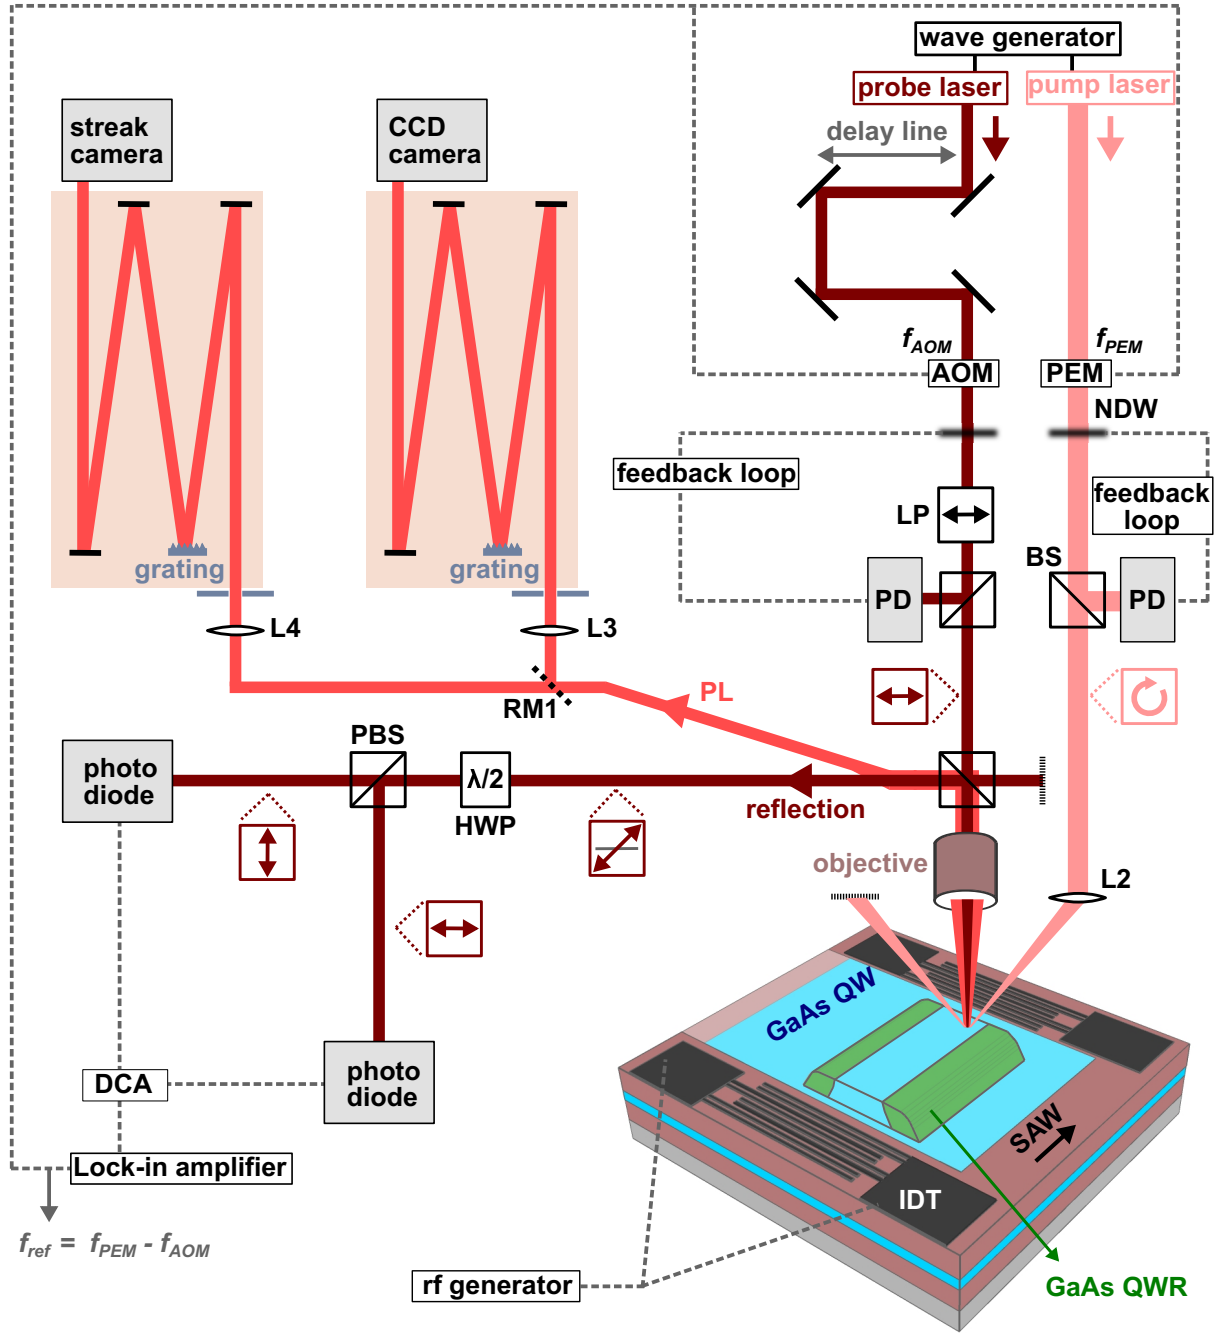 wave generator
probe laser
pump laser
streak
camera
CCD
camera
delay line
f_AOM
f_PEM
AOM
PEM
NDW
feedback loop
feedback
loop
LP
BS
grating
grating
PD
PD
L4
L3
PL
RM1
PBS
photo
diode
λ/2
HWP
reflection
objective
L2
GaAs QW
DCA
photo
diode
SAW
Lock-in amplifier
IDT
f_ref = f_PEM - f_AOM
rf generator
GaAs QWR